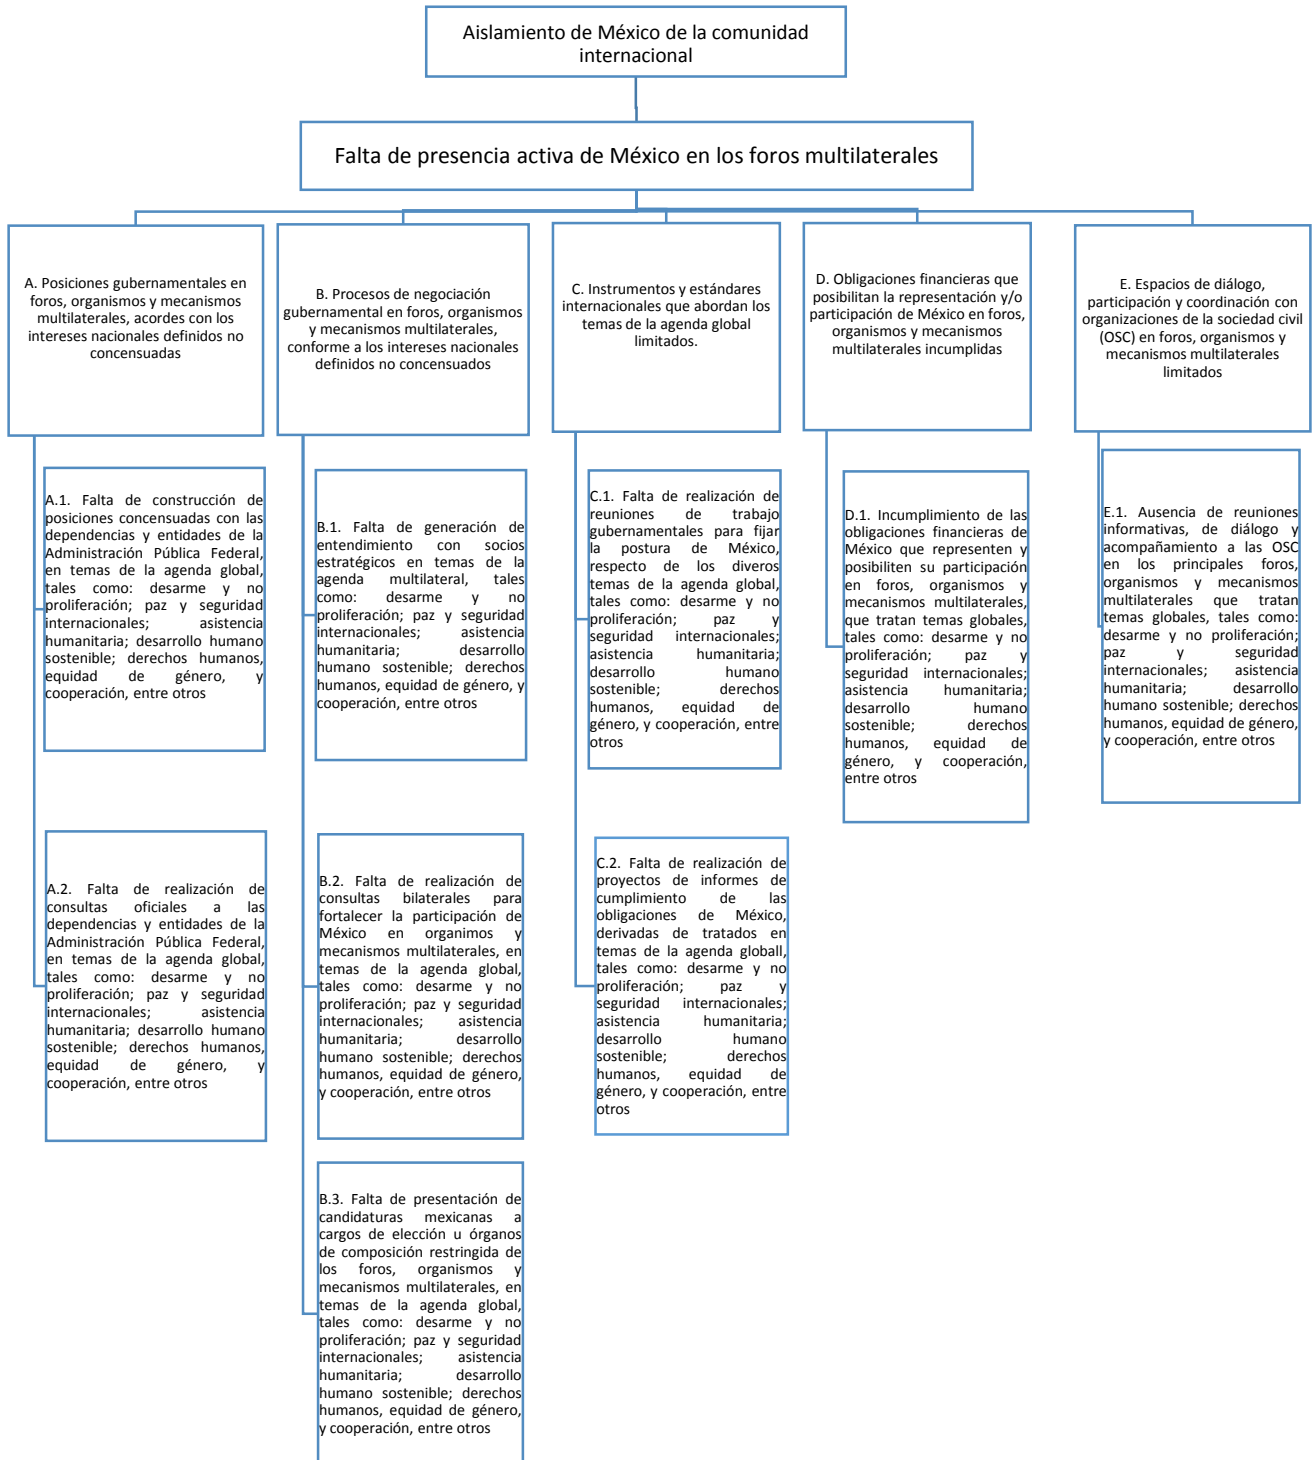 Aislamiento de México de la comunidad
internacional
Falta de presencia activa de México en los foros multilaterales
A. Posiciones gubernamentales en
foros, organismos y mecanismos
multilaterales, acordes con los
intereses nacionales definidos no
concensuadas
B. Procesos de negociación
gubernamental en foros, organismos
y mecanismos multilaterales,
conforme a los intereses nacionales
definidos no concensuados
C. Instrumentos y estándares
internacionales que abordan los
temas de la agenda global
limitados.
D. Obligaciones financieras que
posibilitan la representación y/o
participación de México en foros,
organismos y mecanismos
multilaterales incumplidas
E. Espacios de diálogo,
participación y coordinación con
organizaciones de la sociedad civil
(OSC) en foros, organismos y
mecanismos multilaterales
limitados
A.1. Falta de construcción de
posiciones concensuadas con las
dependencias y entidades de la
Administración Pública Federal,
en temas de la agenda global,
tales como: desarme y no
proliferación; paz y seguridad
internacionales; asistencia
humanitaria; desarrollo humano
sostenible; derechos humanos,
equidad de género, y
cooperación, entre otros
B.1. Falta de generación de
entendimiento con socios
estratégicos en temas de la
agenda multilateral, tales
como: desarme y no
proliferación; paz y seguridad
internacionales; asistencia
humanitaria; desarrollo
humano sostenible; derechos
humanos, equidad de género, y
cooperación, entre otros
C.1. Falta de realización de
reuniones de trabajo
gubernamentales para fijar
la postura de México,
respecto de los diveros
temas de la agenda global,
tales como: desarme y no
proliferación; paz y
seguridad internacionales;
asistencia humanitaria;
desarrollo humano
sostenible; derechos
humanos, equidad de
género, y cooperación, entre
otros
D.1. Incumplimiento de las
obligaciones financieras de
México que representen y
posibiliten su participación
en foros, organismos y
mecanismos multilaterales,
que tratan temas globales,
tales como: desarme y no
proliferación; paz y
seguridad internacionales;
asistencia humanitaria;
desarrollo humano
sostenible; derechos
humanos, equidad de
género, y cooperación,
entre otros
E.1. Ausencia de reuniones
informativas, de diálogo y
acompañamiento a las OSC
en los principales foros,
organismos y mecanismos
multilaterales que tratan
temas globales, tales como:
desarme y no proliferación;
paz y seguridad
internacionales; asistencia
humanitaria; desarrollo
humano sostenible; derechos
humanos, equidad de género,
y cooperación, entre otros
A.2. Falta de realización de
consultas oficiales a las
dependencias y entidades de la
Administración Pública Federal,
en temas de la agenda global,
tales como: desarme y no
proliferación; paz y seguridad
internacionales; asistencia
humanitaria; desarrollo humano
sostenible; derechos humanos,
equidad de género, y
cooperación, entre otros
B.2. Falta de realización de
consultas bilaterales para
fortalecer la participación de
México en organimos y
mecanismos multilaterales, en
temas de la agenda global,
tales como: desarme y no
proliferación; paz y seguridad
internacionales; asistencia
humanitaria; desarrollo
humano sostenible; derechos
humanos, equidad de género,
y cooperación, entre otros
C.2. Falta de realización de
proyectos de informes de
cumplimiento de las
obligaciones de México,
derivadas de tratados en
temas de la agenda globall,
tales como: desarme y no
proliferación; paz y
seguridad internacionales;
asistencia humanitaria;
desarrollo humano
sostenible; derechos
humanos, equidad de
género, y cooperación, entre
otros
B.3. Falta de presentación de
candidaturas mexicanas a
cargos de elección u órganos
de composición restringida de
los foros, organismos y
mecanismos multilaterales, en
temas de la agenda global,
tales como: desarme y no
proliferación; paz y seguridad
internacionales; asistencia
humanitaria; desarrollo
humano sostenible; derechos
humanos, equidad de género,
y cooperación, entre otros